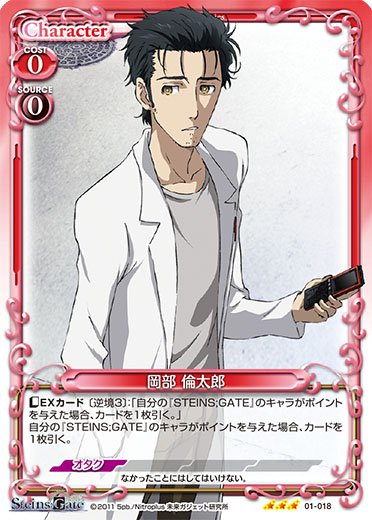 Character
COST
0
SOURCE
0
岡部 倫太郎
EXカード 〔逆境3〕:「自分の『STEINS;GATE』のキャラがポイント
を与えた場合、カードを1枚引く。」
自分の『STEINS;GATE』のキャラがポイントを与えた場合、カードを
1枚引く。
オタク
なかったことにはしてはいけない。
Steins;Gate
©2011 5pb./Nitroplus 未来ガジェット研究所
01-018